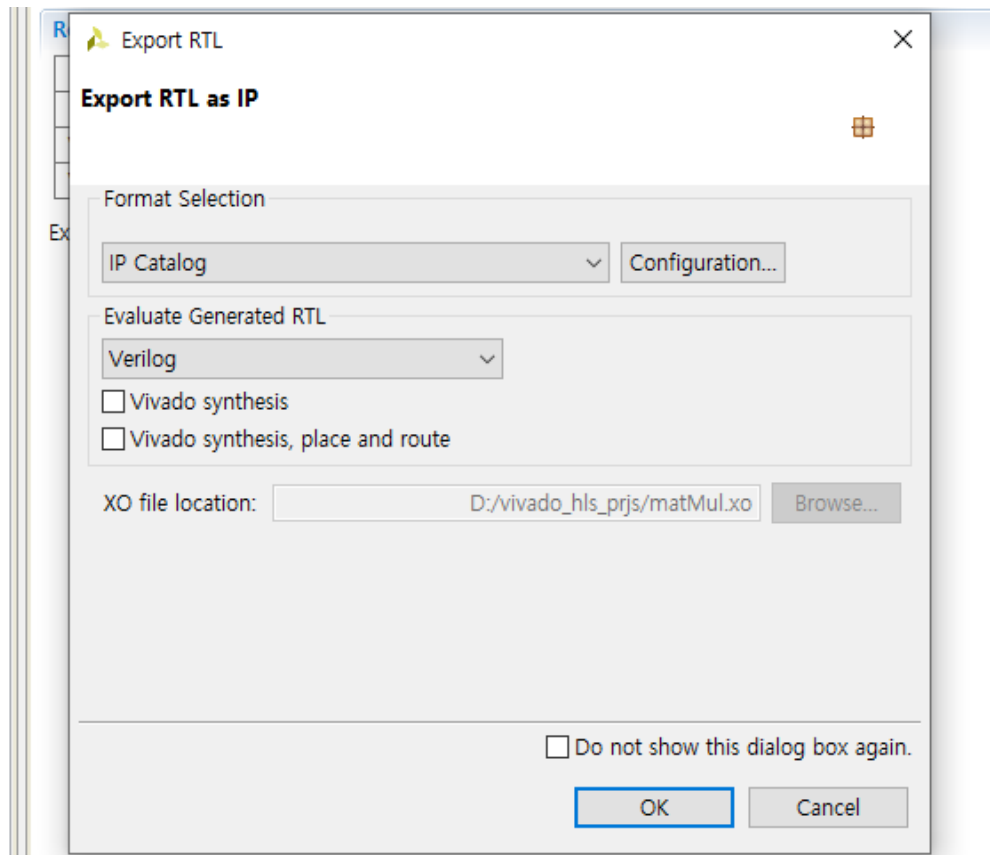 Export RTL
Export RTL as IP
Format Selection
Ex
IP Catalog
Configuration...
Evaluate Generated RTL
Verilog
Vivado synthesis
Vivado synthesis, place and route
XO file location:
D:/vivado_hls_prjs/matMul.xo
Browse...
Do not show this dialog box again.
OK
Cancel